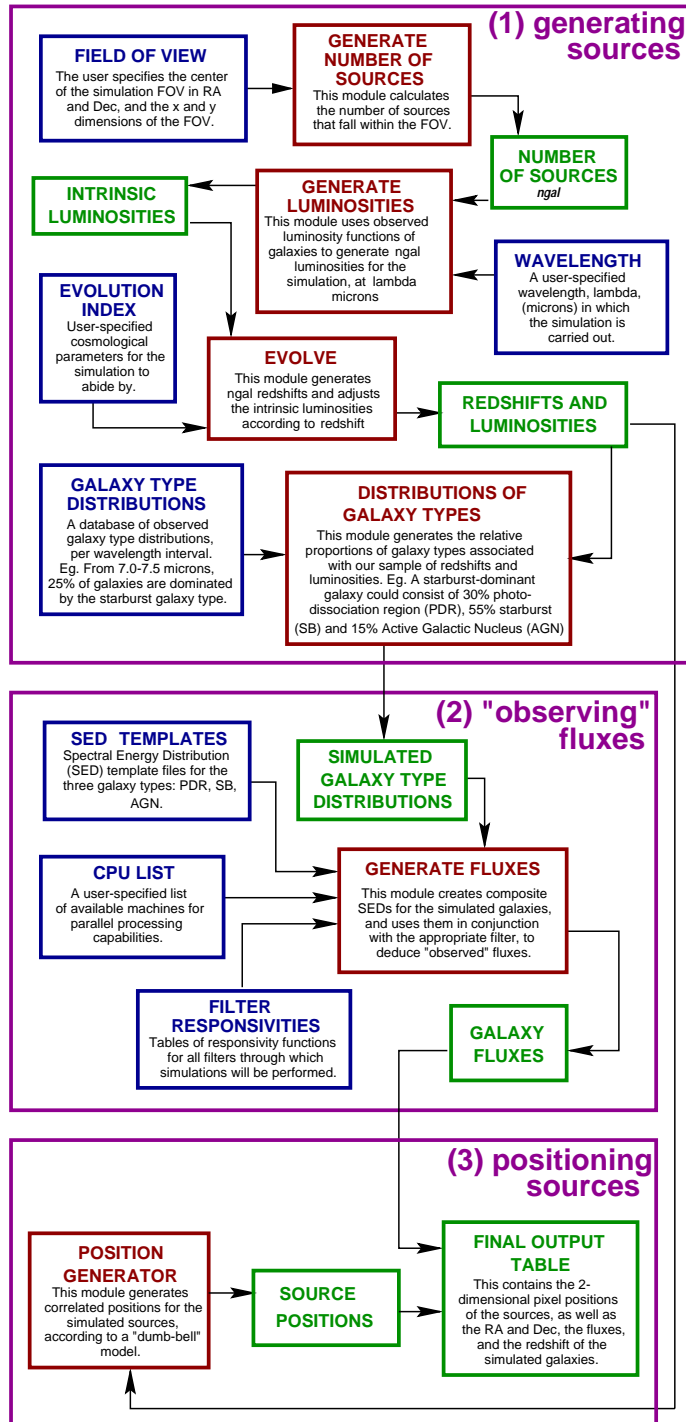 (1) generating
sources
FIELD OF VIEW
The user specifies the center
of the simulation FOV in RA
and Dec, and the x and y
dimensions of the FOV.
GENERATE
NUMBER OF
SOURCES
This module calculates
the number of sources
that fall within the FOV.
NUMBER
OF SOURCES
ngal
INTRINSIC
LUMINOSITIES
GENERATE
LUMINOSITIES
This module uses observed
luminosity functions of
galaxies to generate ngal
luminosities for the
simulation, at lambda
microns
WAVELENGTH
A user-specified
wavelength, lambda,
(microns) in which
the simulation is
carried out.
EVOLUTION
INDEX
User-specified
cosmological
parameters for the
simulation to
abide by.
EVOLVE
This module generates
ngal redshifts and adjusts
the intrinsic luminosities
according to redshift
REDSHIFTS AND
LUMINOSITIES
GALAXY TYPE
DISTRIBUTIONS
A database of observed
galaxy type distributions,
per wavelength interval.
Eg. From 7.0-7.5 microns,
25% of galaxies are dominated
by the starburst galaxy type.
DISTRIBUTIONS OF
GALAXY TYPES
This module generates the relative
proportions of galaxy types associated
with our sample of redshifts and
luminosities. Eg. A starburst-dominant
galaxy could consist of 30% photo-
dissociation region (PDR), 55% starburst
(SB) and 15% Active Galactic Nucleus (AGN)
(2) "observing"
fluxes
SED TEMPLATES
Spectral Energy Distribution
(SED) template files for the
three galaxy types: PDR, SB,
AGN.
SIMULATED
GALAXY TYPE
DISTRIBUTIONS
CPU LIST
A user-specified list
of available machines for
parallel processing
capabilities.
GENERATE FLUXES
This module creates composite
SEDs for the simulated galaxies,
and uses them in conjunction
with the appropriate filter, to
deduce "observed" fluxes.
FILTER
RESPONSIVITIES
Tables of responsivity functions
for all filters through which
simulations will be performed.
GALAXY
FLUXES
(3) positioning
sources
POSITION
GENERATOR
This module generates
correlated positions for the
simulated sources,
according to a "dumb-bell"
model.
SOURCE
POSITIONS
FINAL OUTPUT
TABLE
This contains the 2-
dimensional pixel positions
of the sources, as well as
the RA and Dec, the fluxes,
and the redshift of the
simulated galaxies.